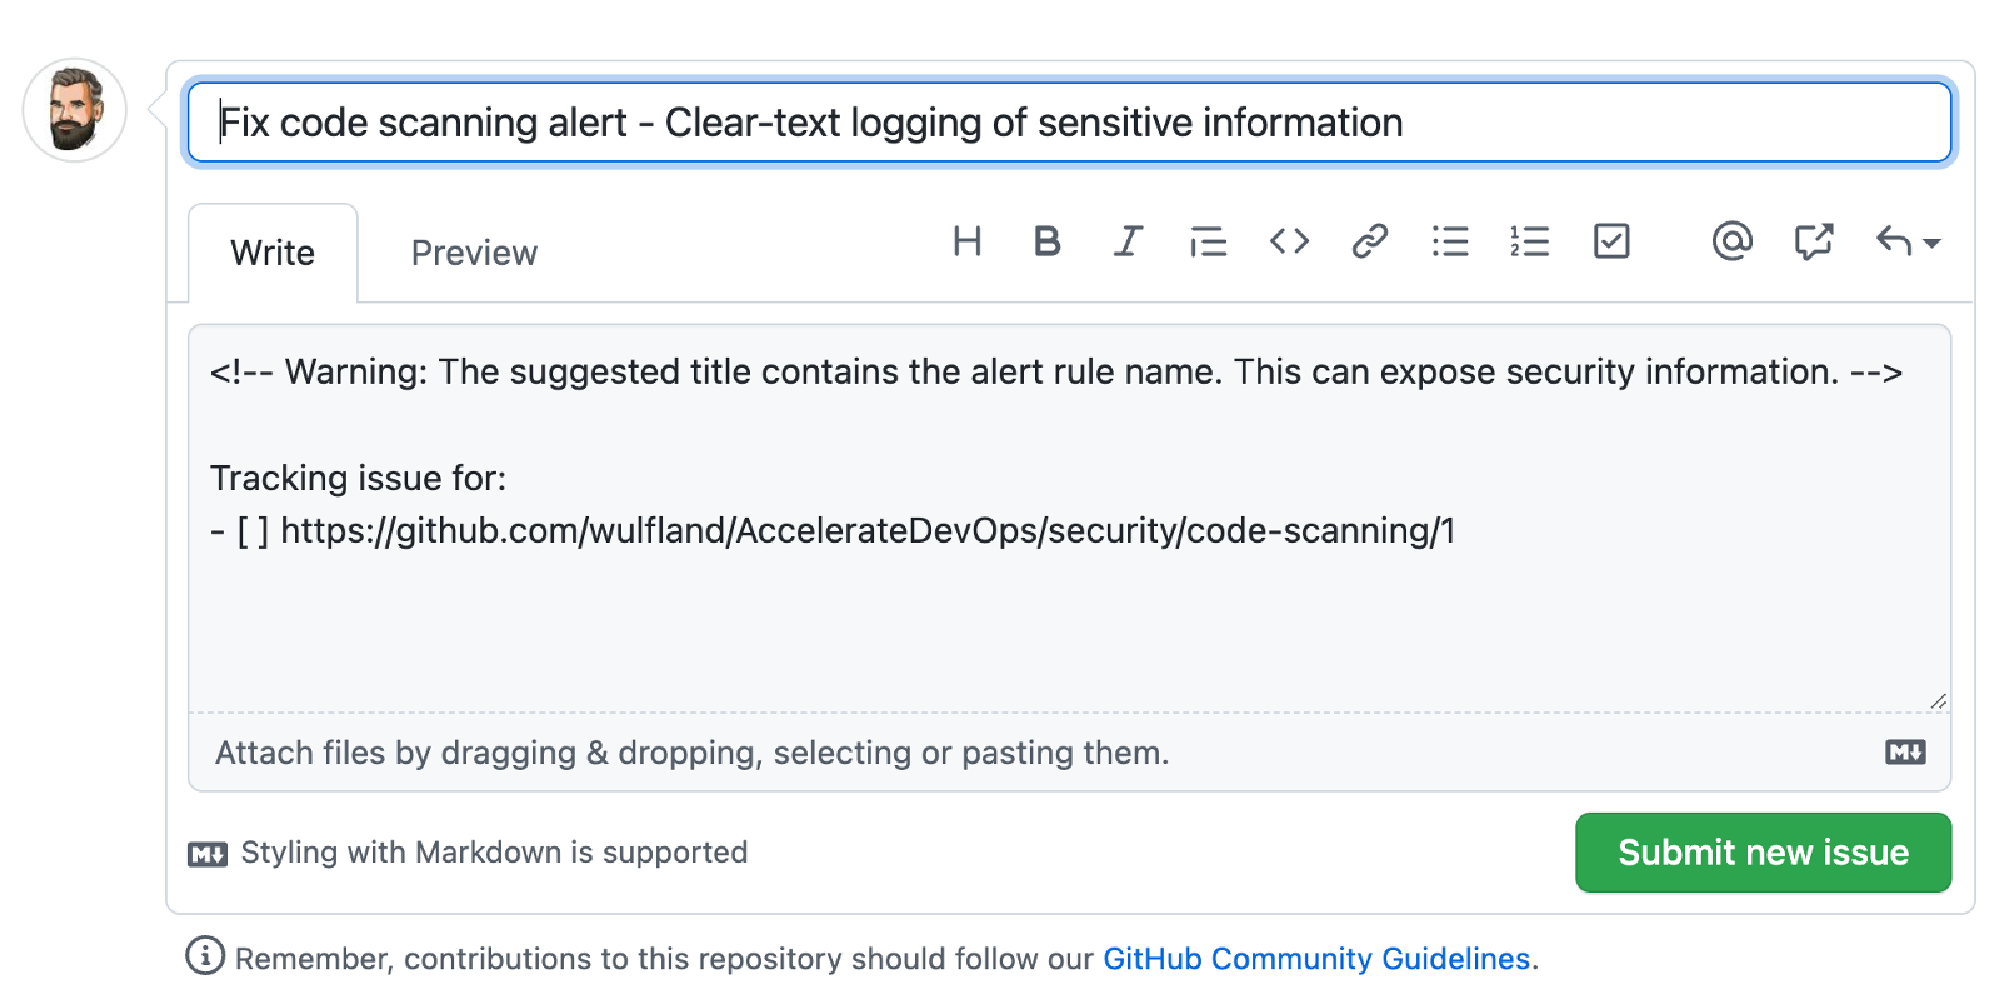 Fix code scanning alert - Clear-text logging of sensitive information
Write Preview
<!-- Warning: The suggested title contains the alert rule name. This can expose security information. -->
Tracking issue for:
- [ ] https://github.com/wulfland/AccelerateDevOps/security/code-scanning/1
Attach files by dragging & dropping, selecting or pasting them.
Styling with Markdown is supported
Submit new issue
Remember, contributions to this repository should follow our GitHub Community Guidelines.